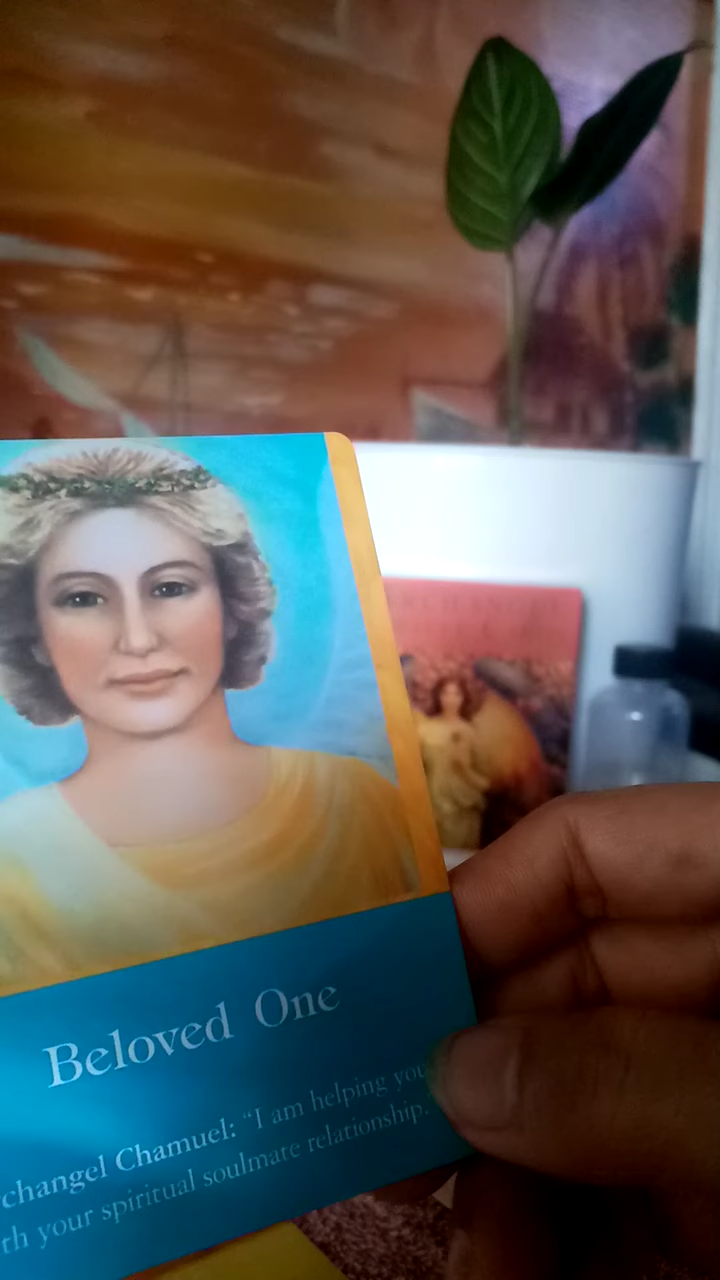 Beloved One
changel Chamuel: "I am helping you
th your spiritual soulmate relationship.